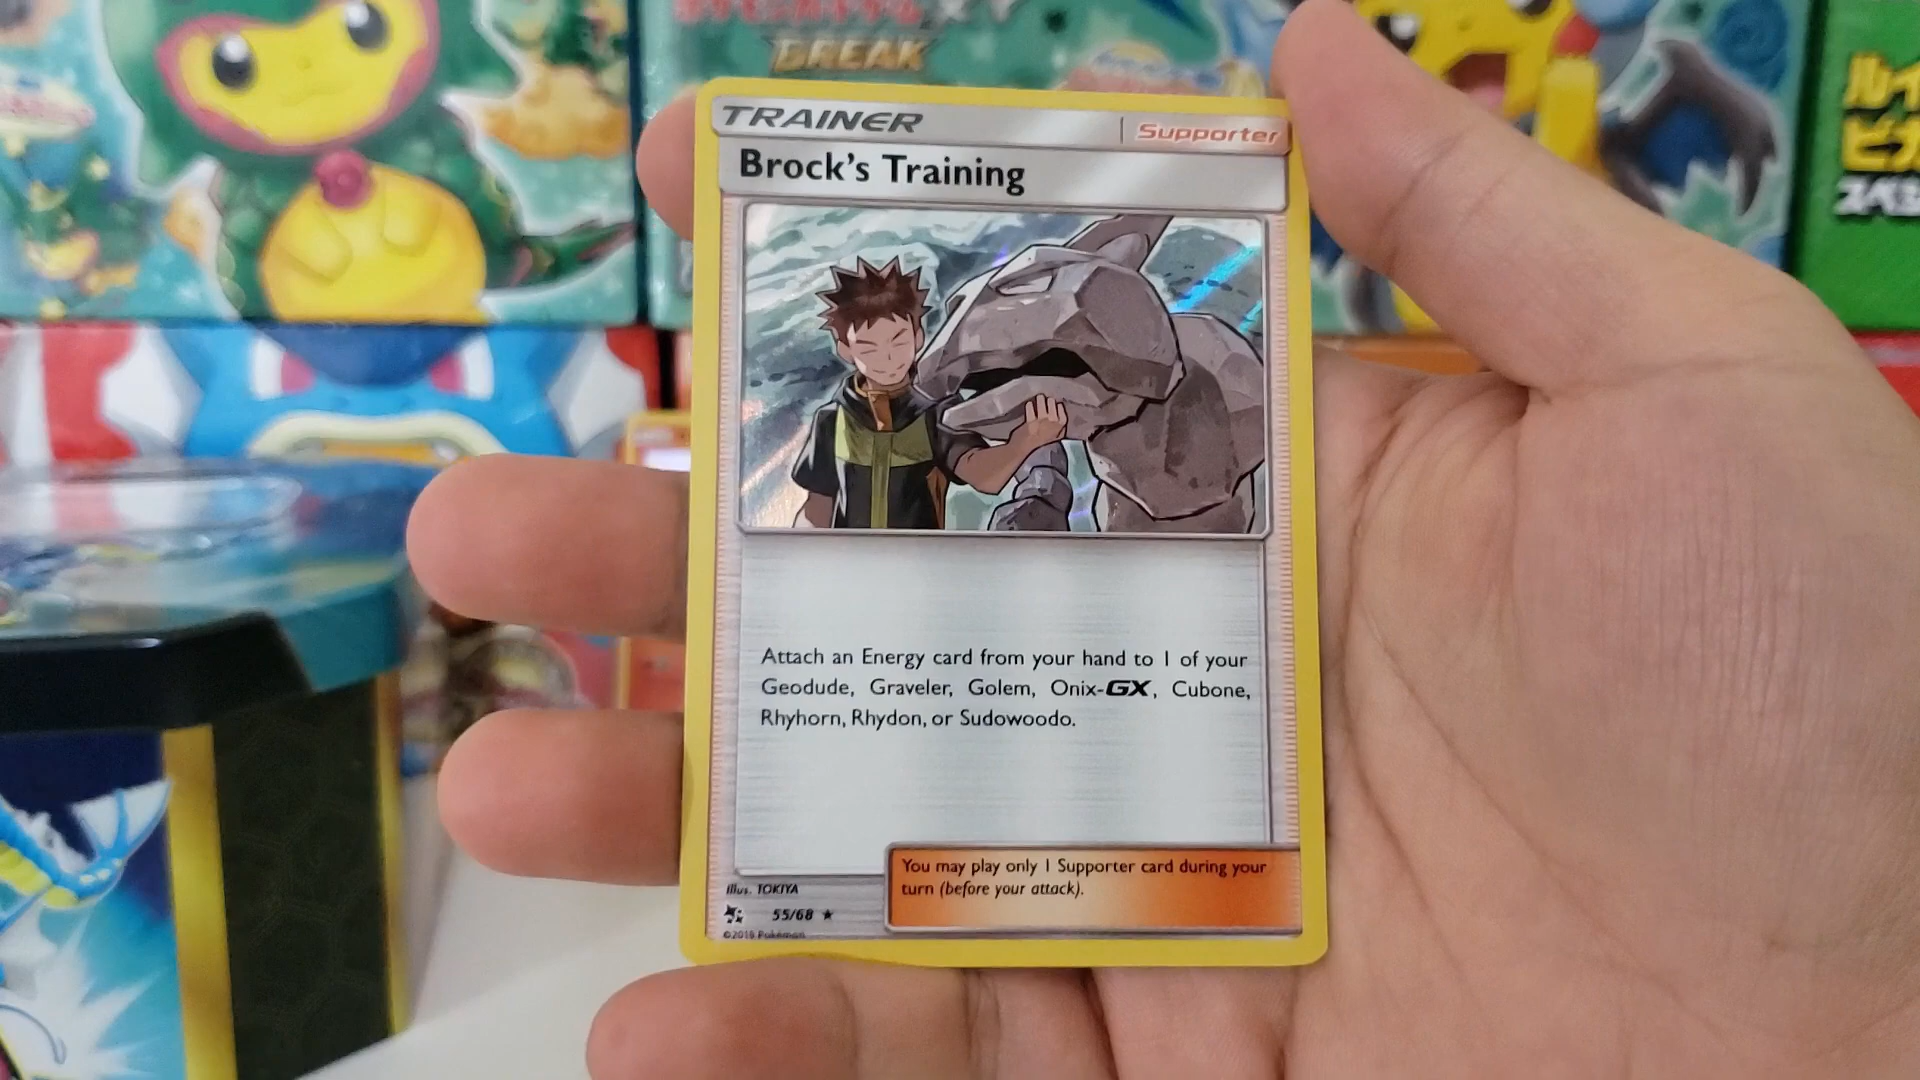 BREAK
TRAINER
Supporter
Brock's Training
Attach an Energy card from your hand to 1 of your
Geodude, Graveler, Golem, Onix-GX, Cubone,
Rhyhorn, Rhydon, or Sudowoodo.
You may play only 1 Supporter card during your
turn (before your attack).
Illus. TOKIYA
55/68 ★
©2019 Pokémon